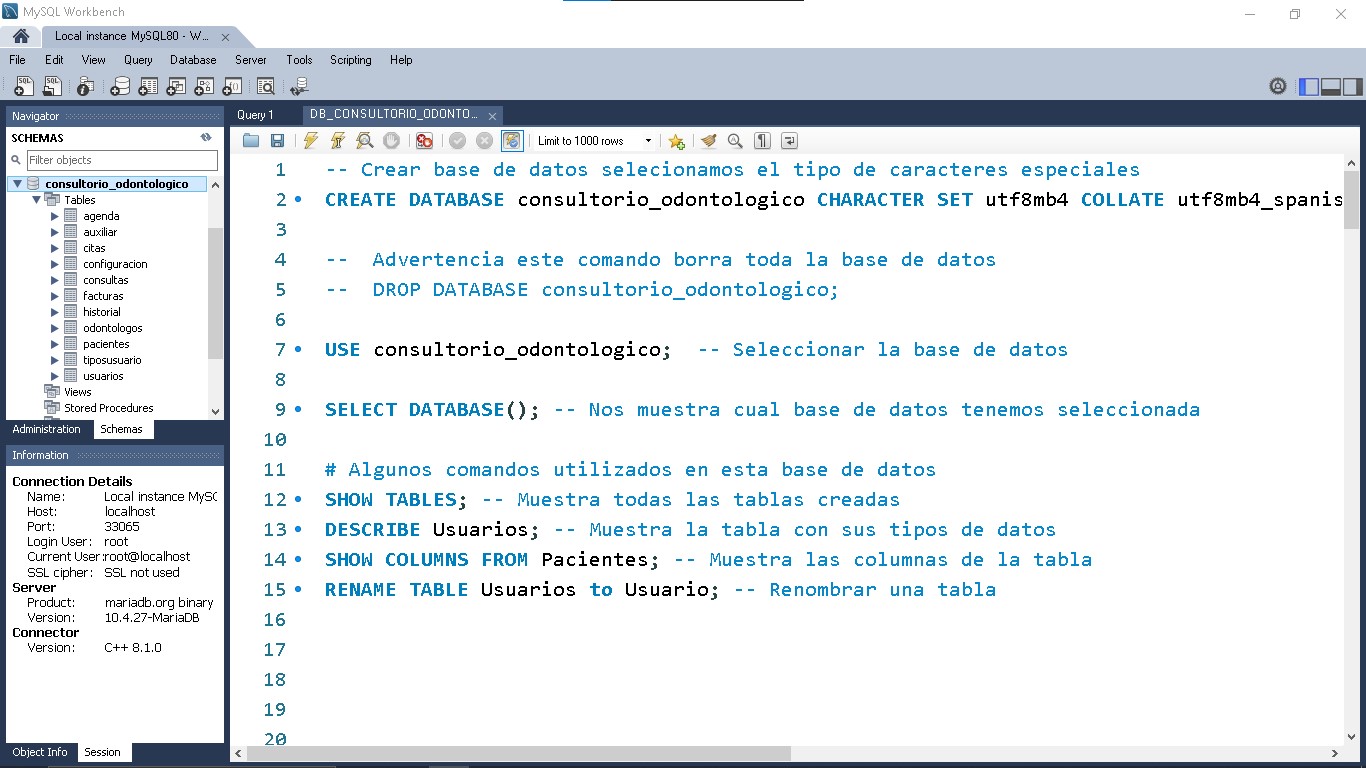 MySQL Workbench
Local instance MySQL80 - W...
File Edit View Query Database Server Tools Scripting Help
Navigator
SCHEMAS
Filter objects
consultorio_odontologico
Tables
agenda
auxiliar
citas
configuracion
consultas
facturas
historial
odontologos
pacientes
tiposusuario
usuarios
Views
Stored Procedures
Administration Schemas
Information
Connection Details
Name: Local instance MySQ
Host: localhost
Port: 33065
Login User: root
Current User: root@localhost
SSL cipher: SSL not used
Server
Product: mariadb.org binary
Version: 10.4.27-MariaDB
Connector
Version: C++ 8.1.0
Object Info Session
Query 1 DB_CONSULTORIO_ODONTO...
Limit to 1000 rows
1 -- Crear base de datos selecionamos el tipo de caracteres especiales
2 CREATE DATABASE consultorio_odontologico CHARACTER SET utf8mb4 COLLATE utf8mb4_spanis
3
4 -- Advertencia este comando borra toda la base de datos
5 -- DROP DATABASE consultorio_odontologico;
6
7 USE consultorio_odontologico; -- Seleccionar la base de datos
8
9 SELECT DATABASE(); -- Nos muestra cual base de datos tenemos seleccionada
10
11 # Algunos comandos utilizados en esta base de datos
12 SHOW TABLES; -- Muestra todas las tablas creadas
13 DESCRIBE Usuarios; -- Muestra la tabla con sus tipos de datos
14 SHOW COLUMNS FROM Pacientes; -- Muestra las columnas de la tabla
15 RENAME TABLE Usuarios to Usuario; -- Renombrar una tabla
16
17
18
19
20